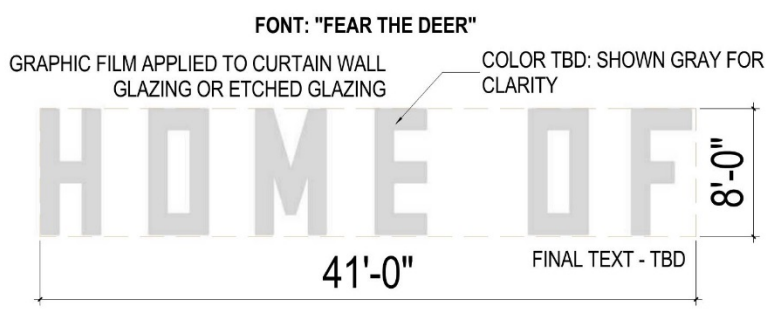 FONT: "FEAR THE DEER"
GRAPHIC FILM APPLIED TO CURTAIN WALL
GLAZING OR ETCHED GLAZING
COLOR TBD: SHOWN GRAY FOR
CLARITY
HOME OF
8'-0"
41'-0"
FINAL TEXT - TBD